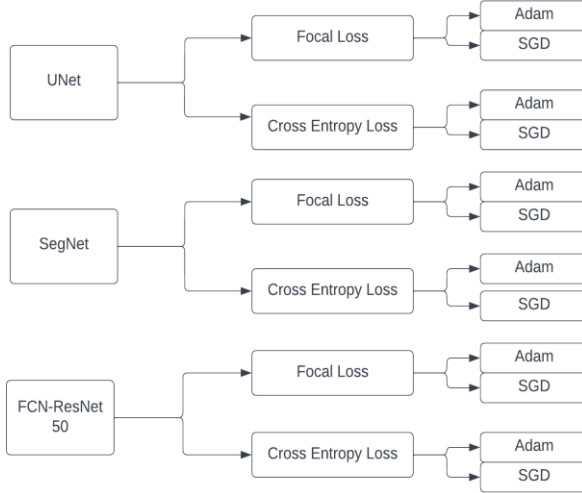 UNet
Focal Loss
Adam
SGD
Cross Entropy Loss
Adam
SGD
SegNet
Focal Loss
Adam
SGD
Cross Entropy Loss
Adam
SGD
FCN-ResNet
50
Focal Loss
Adam
SGD
Cross Entropy Loss
Adam
SGD